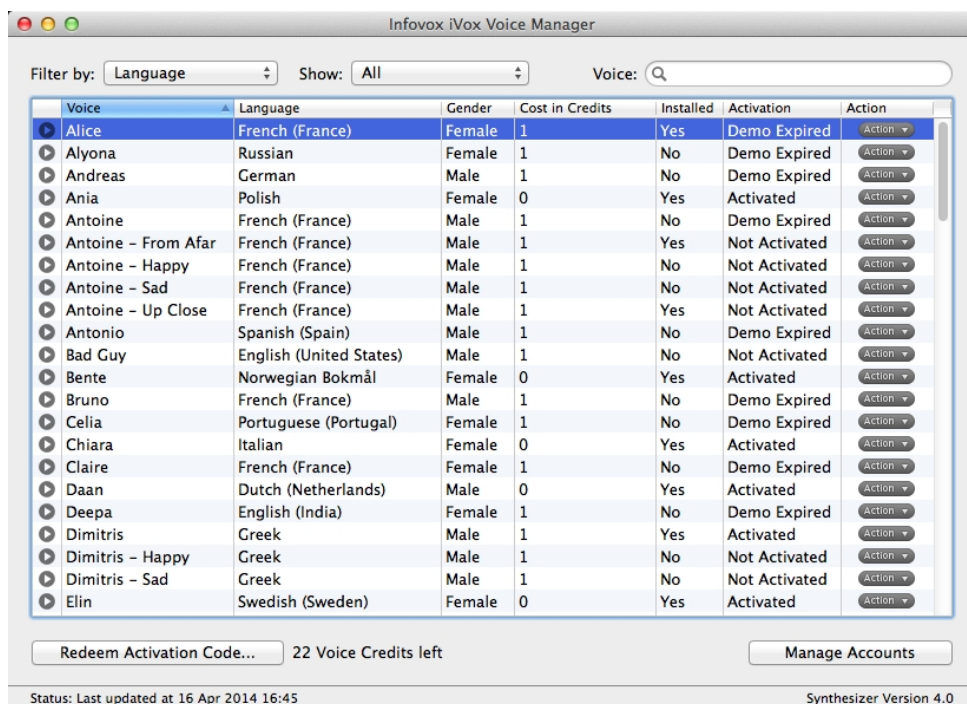 Infovox iVox Voice Manager
Filter by: Language Show: All Voice:
Voice Language Gender Cost in Credits Installed Activation Action
Alice French (France) Female 1 Yes Demo Expired Action
Alyona Russian Female 1 No Demo Expired Action
Andreas German Male 1 No Demo Expired Action
Ania Polish Female 0 Yes Activated Action
Antoine French (France) Male 1 No Demo Expired Action
Antoine – From Afar French (France) Male 1 Yes Not Activated Action
Antoine – Happy French (France) Male 1 No Not Activated Action
Antoine – Sad French (France) Male 1 No Not Activated Action
Antoine – Up Close French (France) Male 1 Yes Not Activated Action
Antonio Spanish (Spain) Male 1 No Demo Expired Action
Bad Guy English (United States) Male 1 No Not Activated Action
Bente Norwegian Bokmål Female 0 Yes Activated Action
Bruno French (France) Male 1 No Demo Expired Action
Celia Portuguese (Portugal) Female 1 No Demo Expired Action
Chiara Italian Female 0 Yes Activated Action
Claire French (France) Female 1 No Demo Expired Action
Daan Dutch (Netherlands) Male 0 Yes Activated Action
Deepa English (India) Female 1 No Demo Expired Action
Dimitris Greek Male 1 Yes Activated Action
Dimitris – Happy Greek Male 1 No Not Activated Action
Dimitris – Sad Greek Male 1 No Not Activated Action
Elin Swedish (Sweden) Female 0 Yes Activated Action
Redeem Activation Code... 22 Voice Credits left Manage Accounts
Status: Last updated at 16 Apr 2014 16:45 Synthesizer Version 4.0